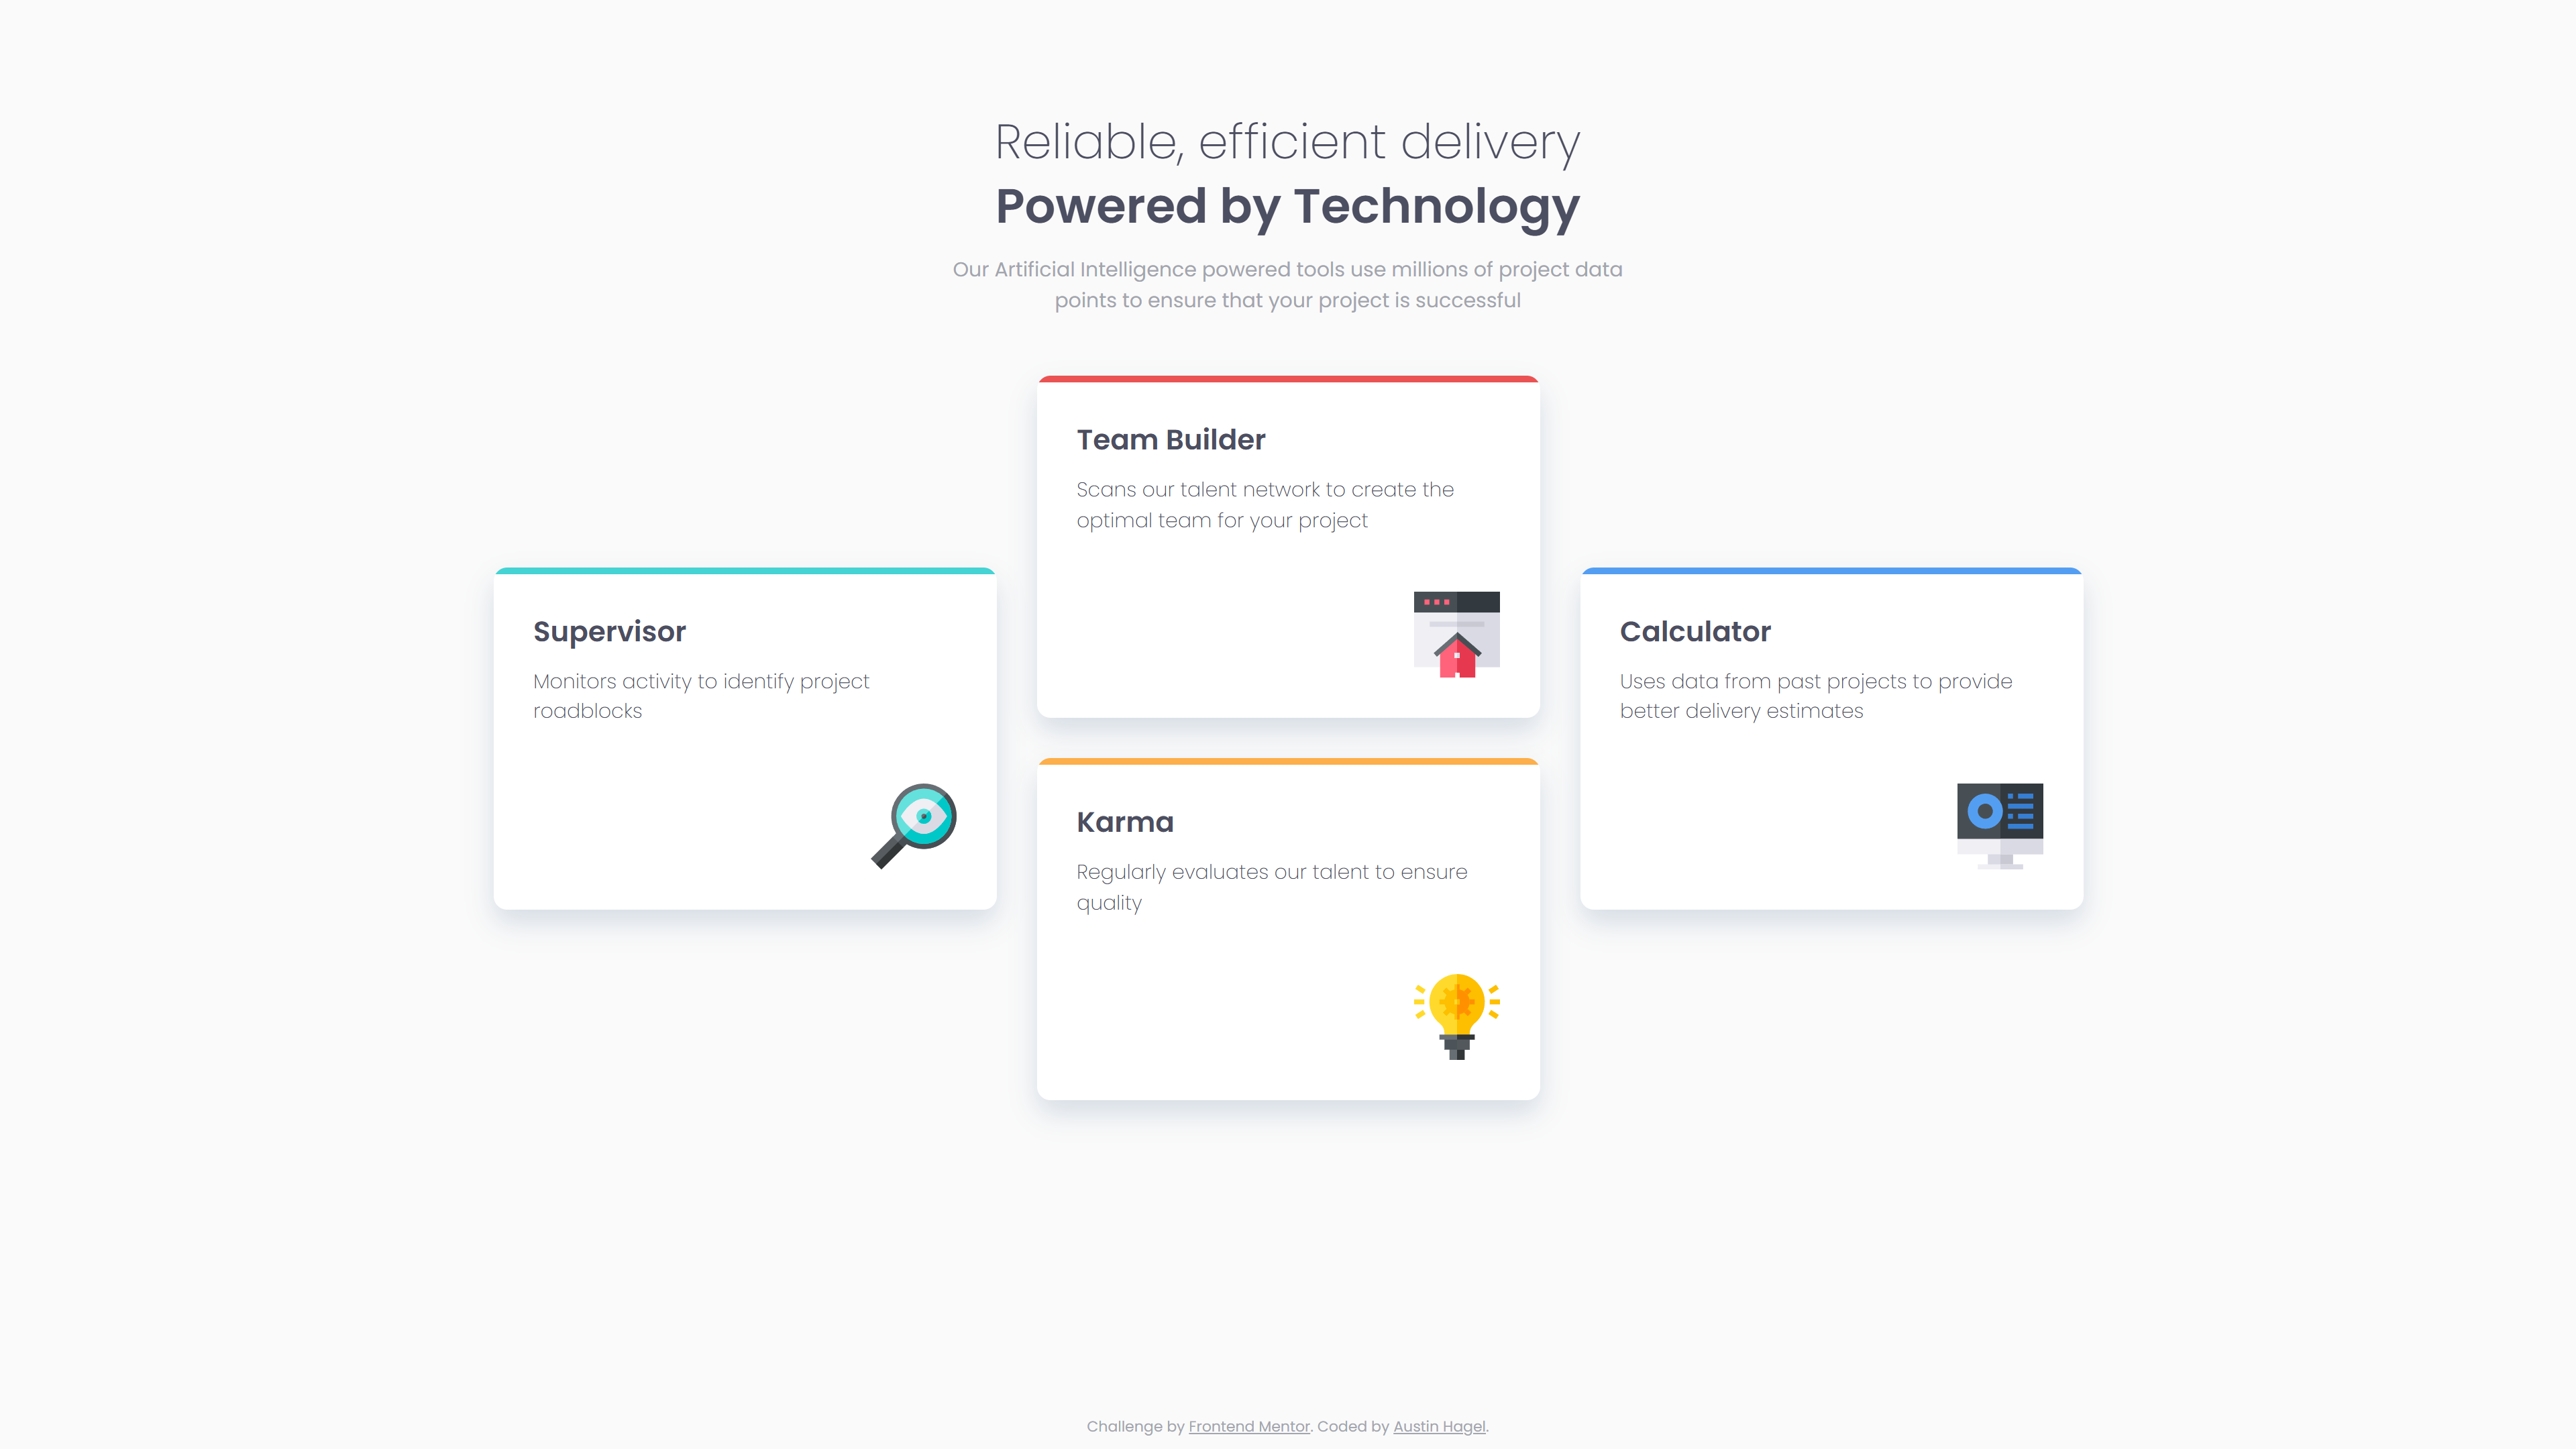 Reliable, efficient delivery
Powered by Technology
Our Artificial Intelligence powered tools use millions of project data
points to ensure that your project is successful
Supervisor
Monitors activity to identify project
roadblocks
Team Builder
Scans our talent network to create the
optimal team for your project
Karma
Regularly evaluates our talent to ensure
quality
Calculator
Uses data from past projects to provide
better delivery estimates
Challenge by Frontend Mentor. Coded by Austin Hagel.